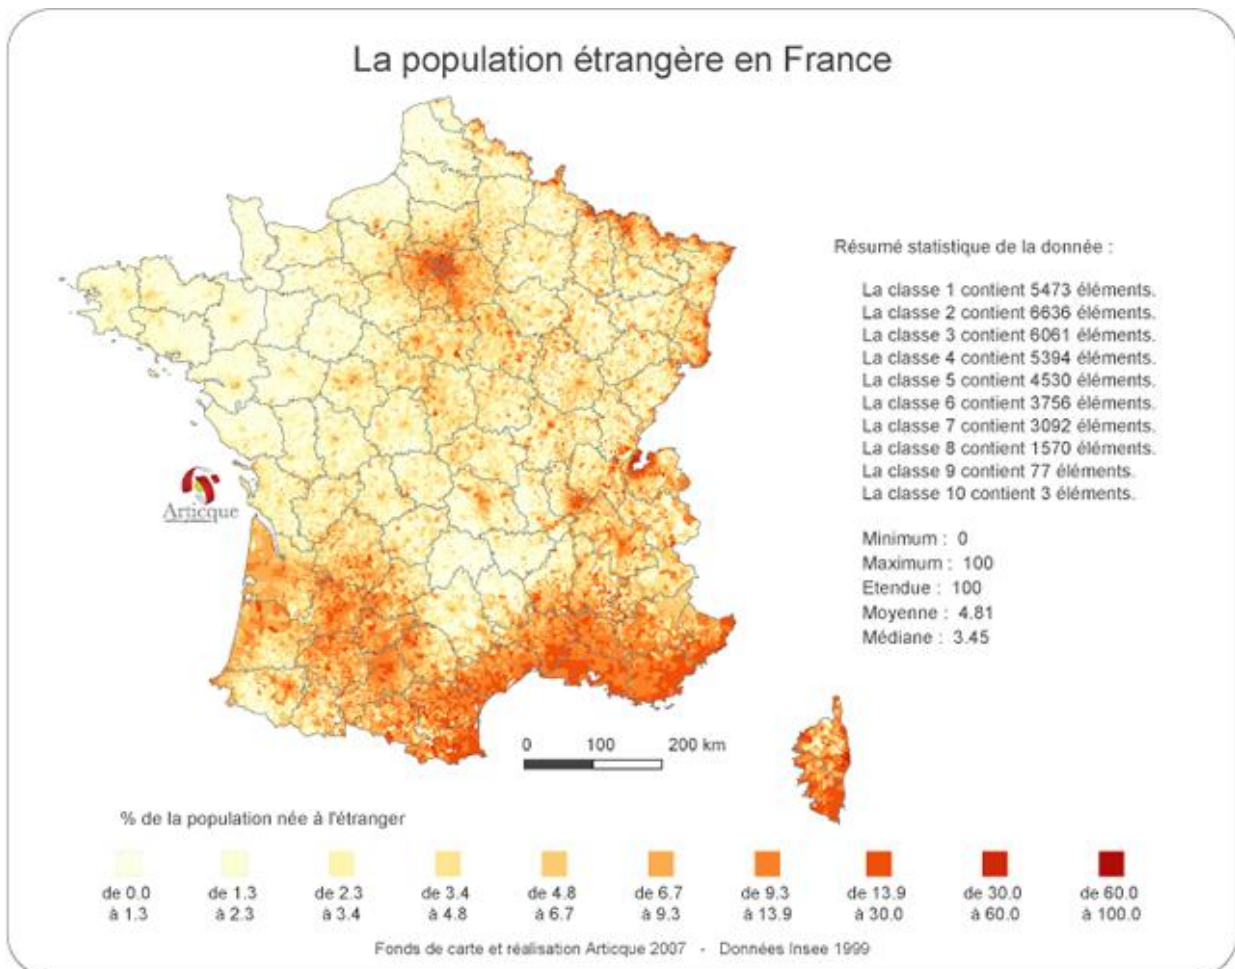 La population étrangère en France
Résumé statistique de la donnée :
La classe 1 contient 5473 éléments.
La classe 2 contient 6636 éléments.
La classe 3 contient 6061 éléments.
La classe 4 contient 5394 éléments.
La classe 5 contient 4530 éléments.
La classe 6 contient 3756 éléments.
La classe 7 contient 3092 éléments.
La classe 8 contient 1570 éléments.
La classe 9 contient 77 éléments.
La classe 10 contient 3 éléments.
Articque
Minimum : 0
Maximum : 100
Etendue : 100
Moyenne : 4.81
Médiane : 3.45
0 100 200 km
% de la population née à l'étranger
de 0.0 de 1.3 de 2.3 de 3.4 de 4.8 de 6.7 de 9.3 de 13.9 de 30.0 de 60.0
à 1.3 à 2.3 à 3.4 à 4.8 à 6.7 à 9.3 à 13.9 à 30.0 à 60.0 à 100.0
Fonds de carte et réalisation Articque 2007 - Données Insee 1999